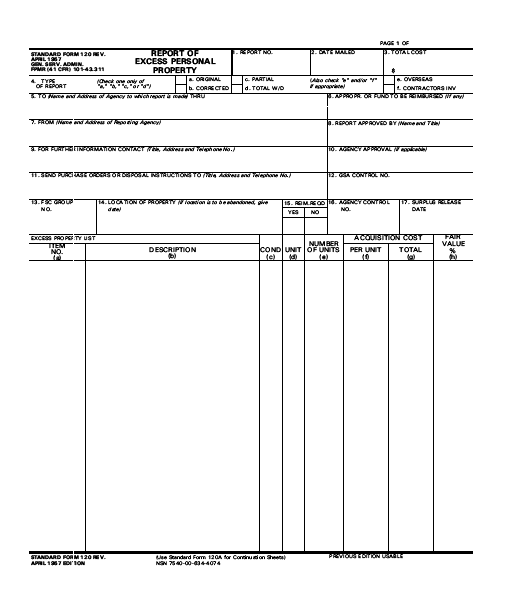 PAGE 1 OF
STANDARD FORM 120 REV.
APRIL 1957
GEN. SERV. ADMIN.
FPMR (41 CFR) 101-43.311
REPORT OF
EXCESS PERSONAL
PROPERTY
1. REPORT NO.
2. DATE MAILED
3. TOTAL COST
$
4. TYPE
OF REPORT
(Check one only of
"a," "b," "c," or "d")
a. ORIGINAL
b. CORRECTED
c. PARTIAL
d. TOTAL W/D
(Also check "e" and/or "f"
if appropriate)
e. OVERSEAS
f. CONTRACTORS INV
5. TO (Name and Address of Agency to which report is made) THRU
6. APPROPR. OR FUND TO BE REIMBURSED (If any)
7. FROM (Name and Address of Reporting Agency)
8. REPORT APPROVED BY (Name and Title)
9. FOR FURTHER INFORMATION CONTACT (Title, Address and Telephone No.)
10. AGENCY APPROVAL (If applicable)
11. SEND PURCHASE ORDERS OR DISPOSAL INSTRUCTIONS TO (Title, Address and Telephone No.)
12. GSA CONTROL NO.
13. FSC GROUP
NO.
14. LOCATION OF PROPERTY (If location is to be abandoned, give
date)
15. REIM.REQD
YES NO
16. AGENCY CONTROL
NO.
17. SURPLUS RELEASE
DATE
EXCESS PROPERTY LIST
ITEM
NO.
(a)
DESCRIPTION
(b)
COND
(c)
UNIT
(d)
NUMBER
OF UNITS
(e)
ACQUISITION COST
PER UNIT
(f)
TOTAL
(g)
FAIR
VALUE
%
(h)
STANDARD FORM 120 REV.
APRIL 1957 EDITION
(Use Standard Form 120A for Continuation Sheets)
NSN 7540-00-634-4074
PREVIOUS EDITION USABLE